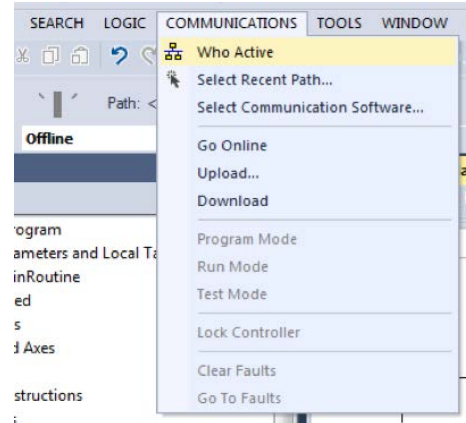 SEARCH LOGIC COMMUNICATIONS TOOLS WINDOW
Who Active
Select Recent Path...
Path: <
Select Communication Software...
Offline
Go Online
Upload...
Download
rogram
Program Mode
arameters and Local Ta
Run Mode
inRoutine
Test Mode
ed
s
Lock Controller
d Axes
Clear Faults
structions
Go To Faults